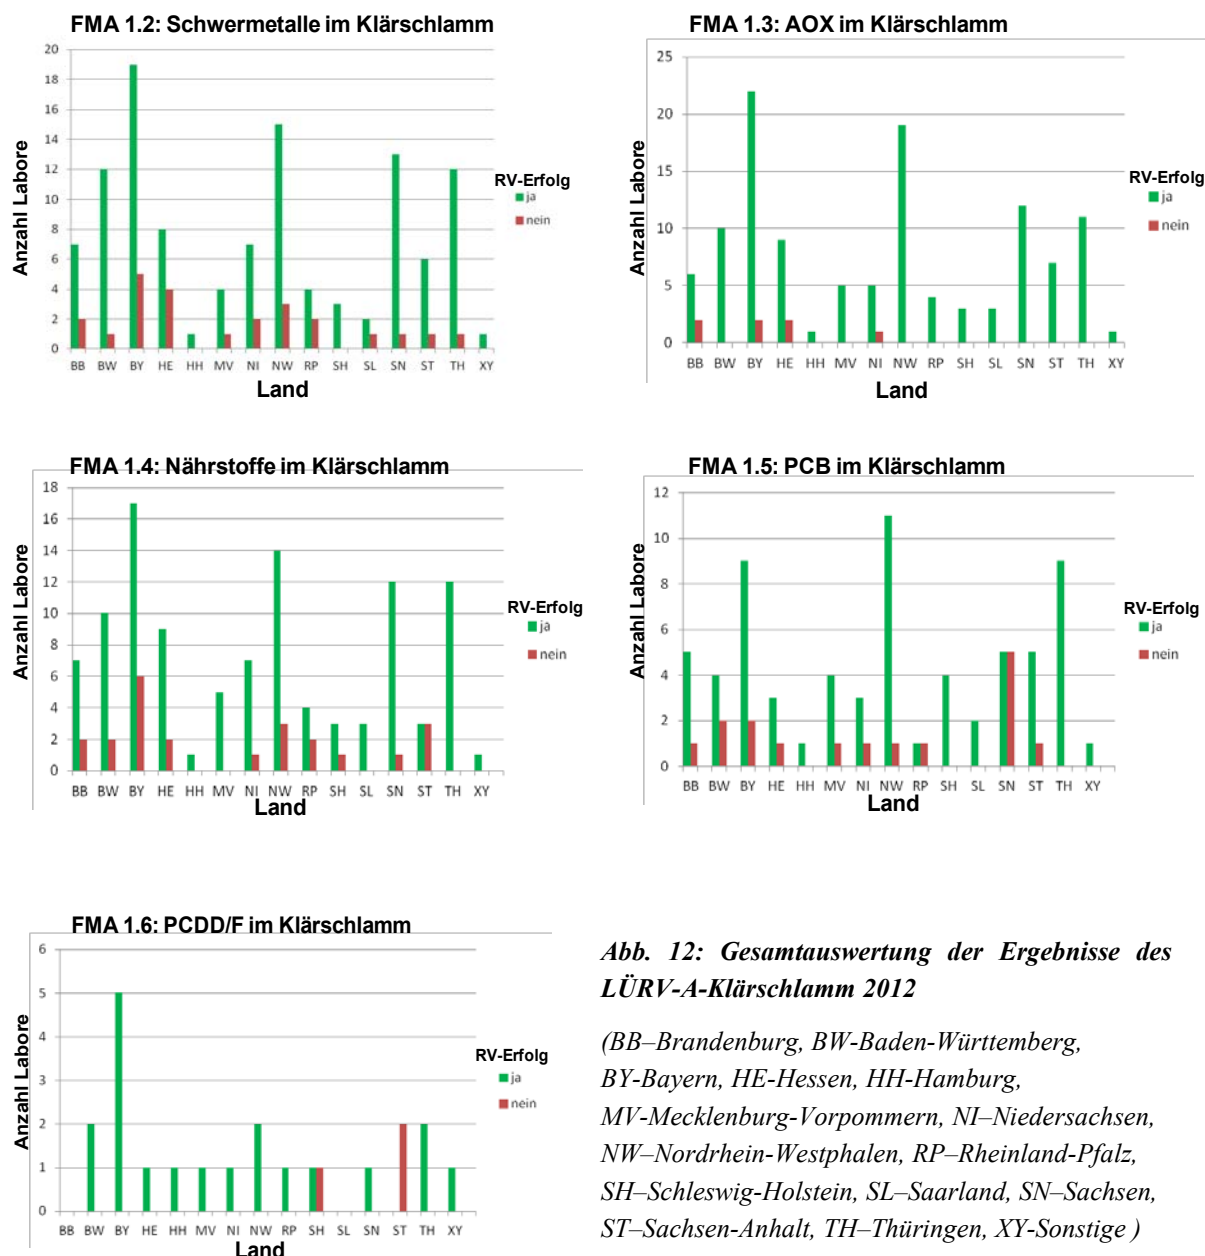 FMA 1.2: Schwermetalle im Klärschlamm
20
18
16
14
12
10
8
6
4
2
0
Anzahl Labore
BB BW BY HE HH MV NI NW RP SH SL SN ST TH XY
Land
RV-Erfolg
ja
nein
FMA 1.3: AOX im Klärschlamm
25
20
15
10
5
0
Anzahl Labore
BB BW BY HE HH MV NI NW RP SH SL SN ST TH XY
Land
RV-Erfolg
ja
nein
FMA 1.4: Nährstoffe im Klärschlamm
18
16
14
12
10
8
6
4
2
0
Anzahl Labore
BB BW BY HE HH MV NI NW RP SH SL SN ST TH XY
Land
RV-Erfolg
ja
nein
FMA 1.5: PCB im Klärschlamm
12
10
8
6
4
2
0
Anzahl Labore
BB BW BY HE HH MV NI NW RP SH SL SN ST TH XY
Land
RV-Erfolg
ja
nein
FMA 1.6: PCDD/F im Klärschlamm
6
5
4
3
2
1
0
Anzahl Labore
BB BW BY HE HH MV NI NW RP SH SL SN ST TH XY
Land
RV-Erfolg
ja
nein
Abb. 12: Gesamtauswertung der Ergebnisse des
LÜRV-A-Klärschlamm 2012
(BB–Brandenburg, BW-Baden-Württemberg,
BY-Bayern, HE-Hessen, HH-Hamburg,
MV-Mecklenburg-Vorpommern, NI–Niedersachsen,
NW–Nordrhein-Westphalen, RP–Rheinland-Pfalz,
SH–Schleswig-Holstein, SL–Saarland, SN–Sachsen,
ST–Sachsen-Anhalt, TH–Thüringen, XY-Sonstige )